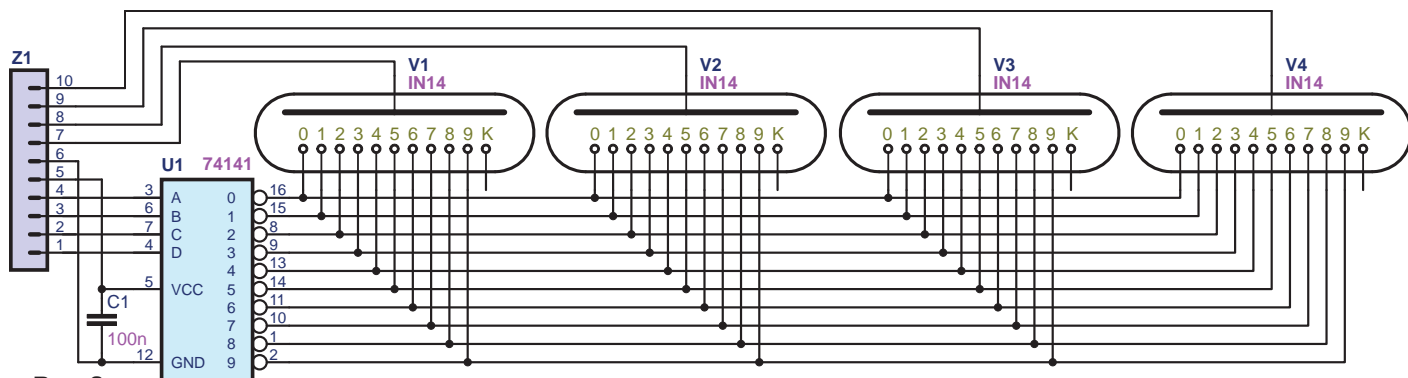 Z1
10
9
8
7
6
5
4
3
2
1
V1
IN14
0 1 2 3 4 5 6 7 8 9 K
V2
IN14
0 1 2 3 4 5 6 7 8 9 K
V3
IN14
0 1 2 3 4 5 6 7 8 9 K
V4
IN14
0 1 2 3 4 5 6 7 8 9 K
U1 74141
3 A 0 16
6 B 1 15
7 C 2 8
4 D 3 9
4 13
5 VCC 5 14
6 11
7 10
8 1
12 GND 9 2
C1
100n